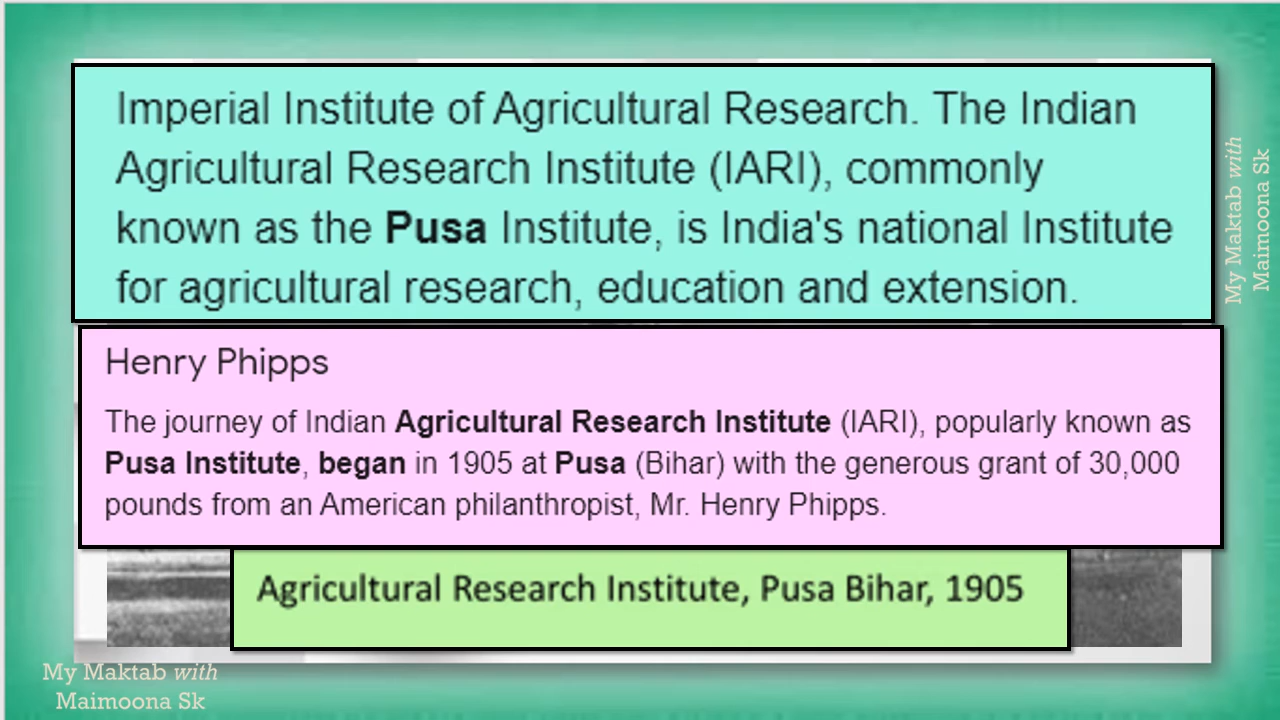 Imperial Institute of Agricultural Research. The Indian
Agricultural Research Institute (IARI), commonly
known as the Pusa Institute, is India's national Institute
for agricultural research, education and extension.
Henry Phipps
The journey of Indian Agricultural Research Institute (IARI), popularly known as
Pusa Institute, began in 1905 at Pusa (Bihar) with the generous grant of 30,000
pounds from an American philanthropist, Mr. Henry Phipps.
Agricultural Research Institute, Pusa Bihar, 1905
My Maktab with
Maimoona Sk
My Maktab with
Maimoona Sk